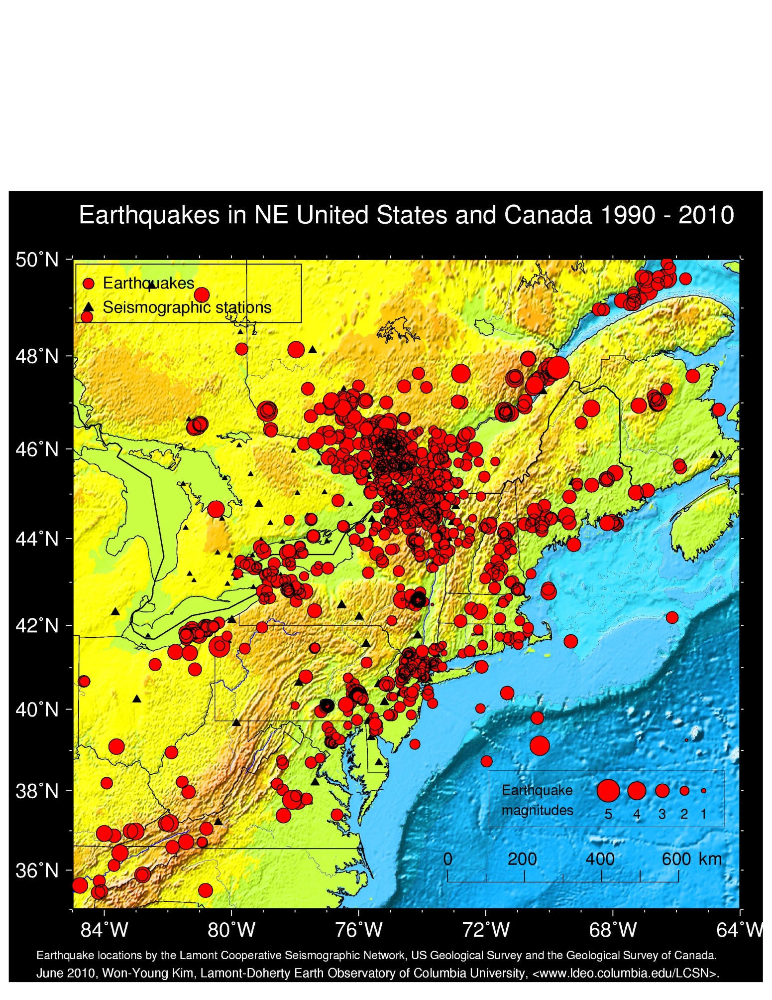 Earthquakes in NE United States and Canada 1990 - 2010
50°N
Earthquakes
Seismographic stations
48°N
46°N
44°N
42°N
40°N
38°N
Earthquake
magnitudes
5 4 3 2 1
36°N
0 200 400 600 km
84°W 80°W 76°W 72°W 68°W 64°W
Earthquake locations by the Lamont Cooperative Seismographic Network, US Geological Survey and the Geological Survey of Canada.
June 2010, Won-Young Kim, Lamont-Doherty Earth Observatory of Columbia University, <www.ldeo.columbia.edu/LCSN>.